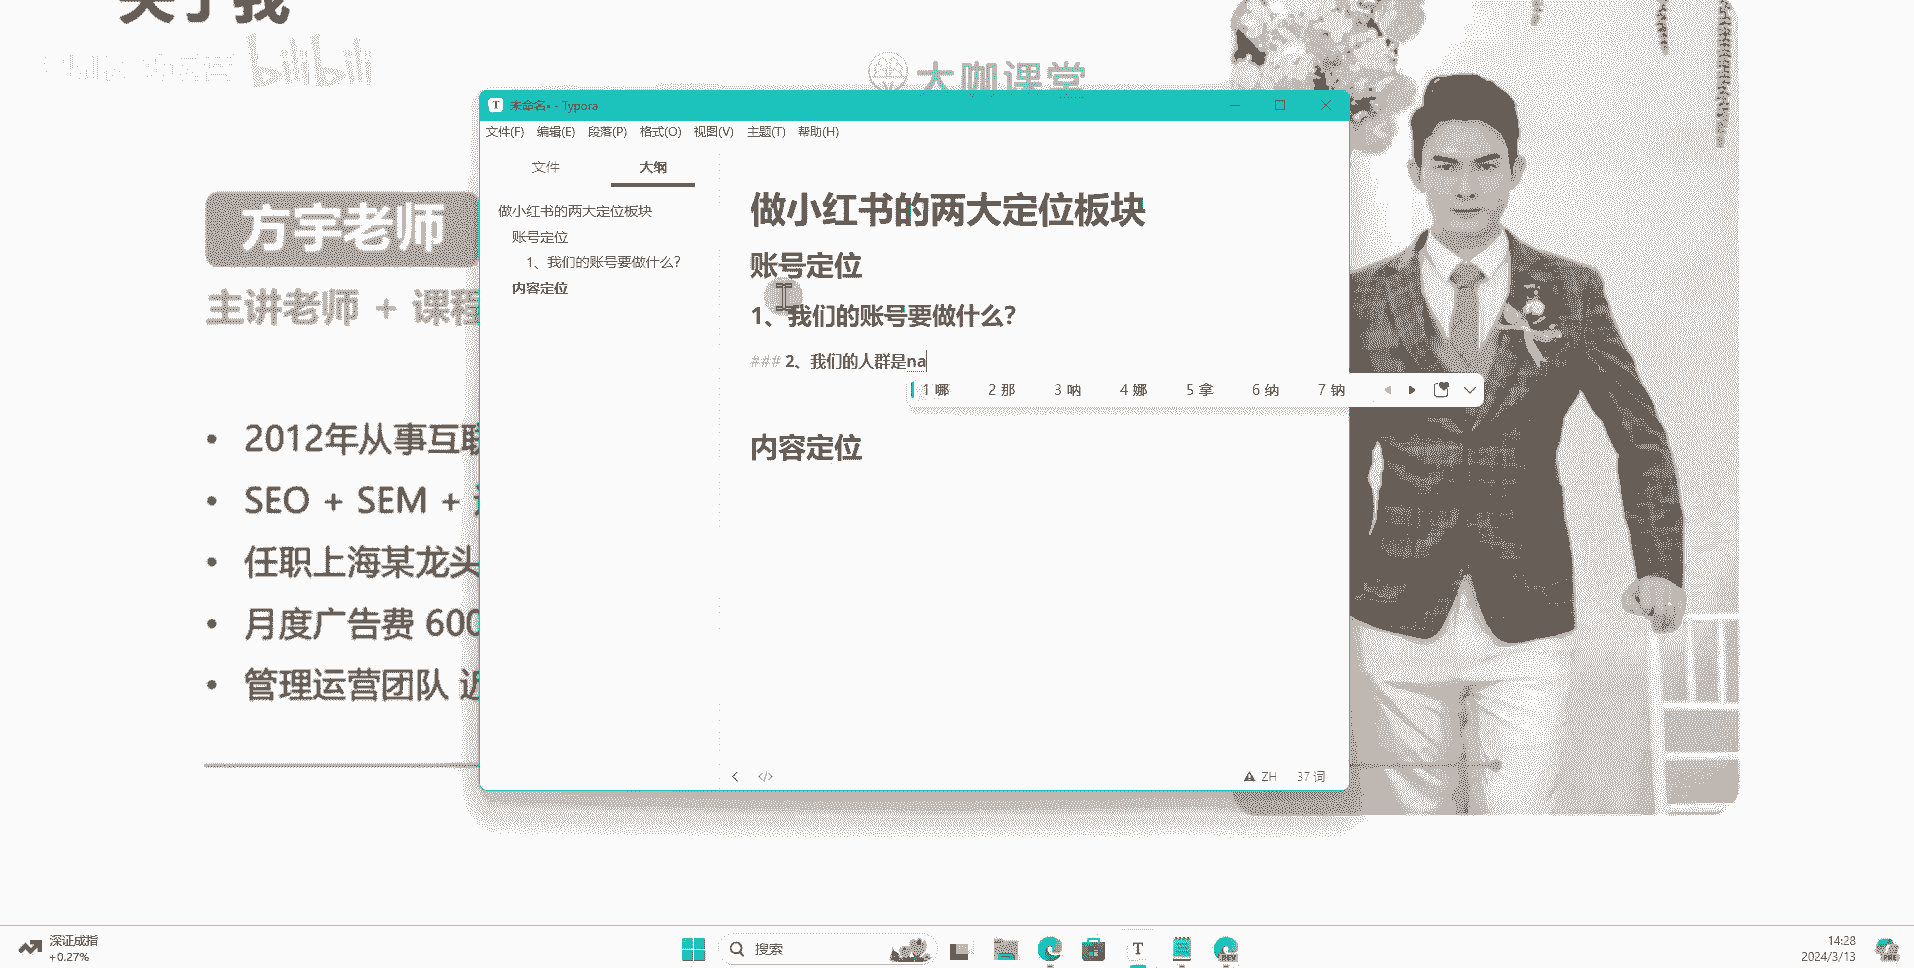 关于我
bilibili
大咖课堂
未命名• - Typora
文件(F) 编辑(E) 段落(P) 格式(O) 视图(V) 主题(T) 帮助(H)
文件 大纲
做小红书的两大定位板块
账号定位
1、我们的账号要做什么?
内容定位
做小红书的两大定位板块
账号定位
1、我们的账号要做什么?
### 2、我们的人群是na
1 哪 2 那 3 呐 4 娜 5 拿 6 纳 7 钠
内容定位
ZH 37 词
方宇老师
主讲老师 + 课程
2012年从事互联
SEO + SEM +
任职上海某龙头
月度广告费 600
管理运营团队 近
深证成指
+0.27%
搜索
T
DEV
14:28
2024/3/13
PRE